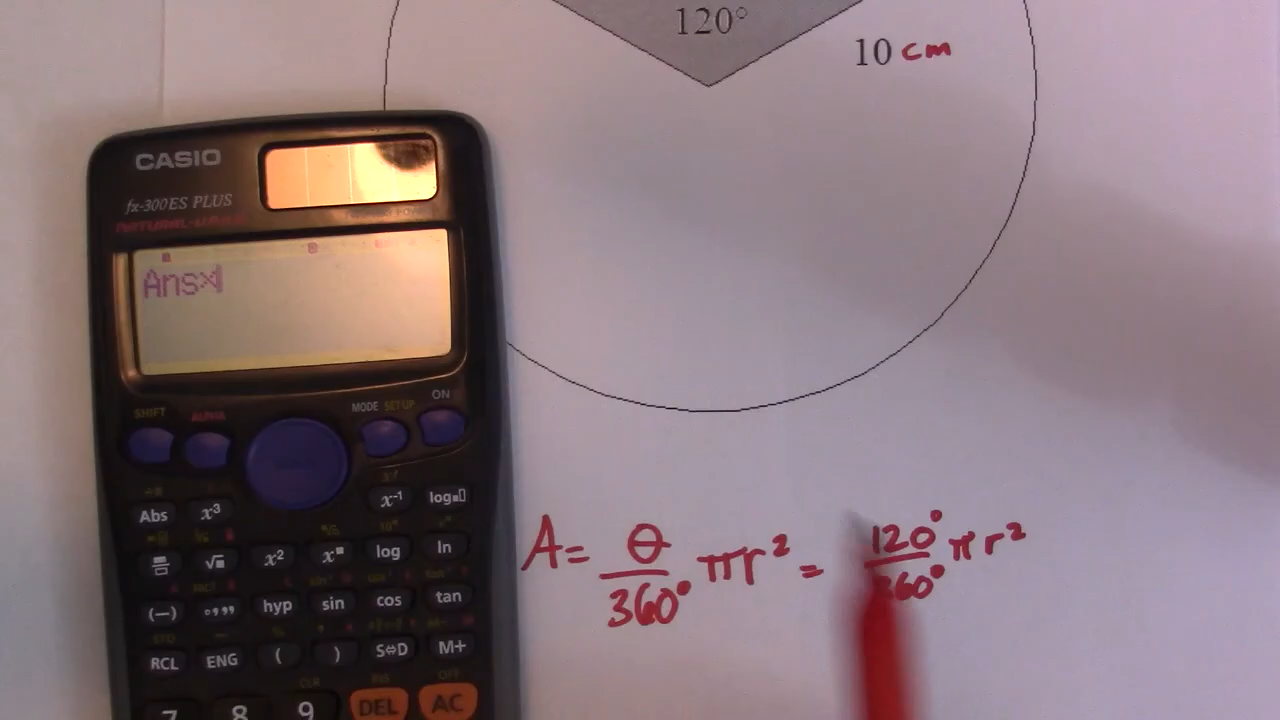 120°
10 cm
CASIO
fx-300ES PLUS
Ans×
SHIFT ALPHA MODE SETUP ON
Abs x³ x⁻¹ log
√ x² log ln
(−) hyp sin cos tan
RCL ENG ( ) S⇔D M+
7 8 9 DEL AC
A = θ/360° πr² = 120°/360° πr²